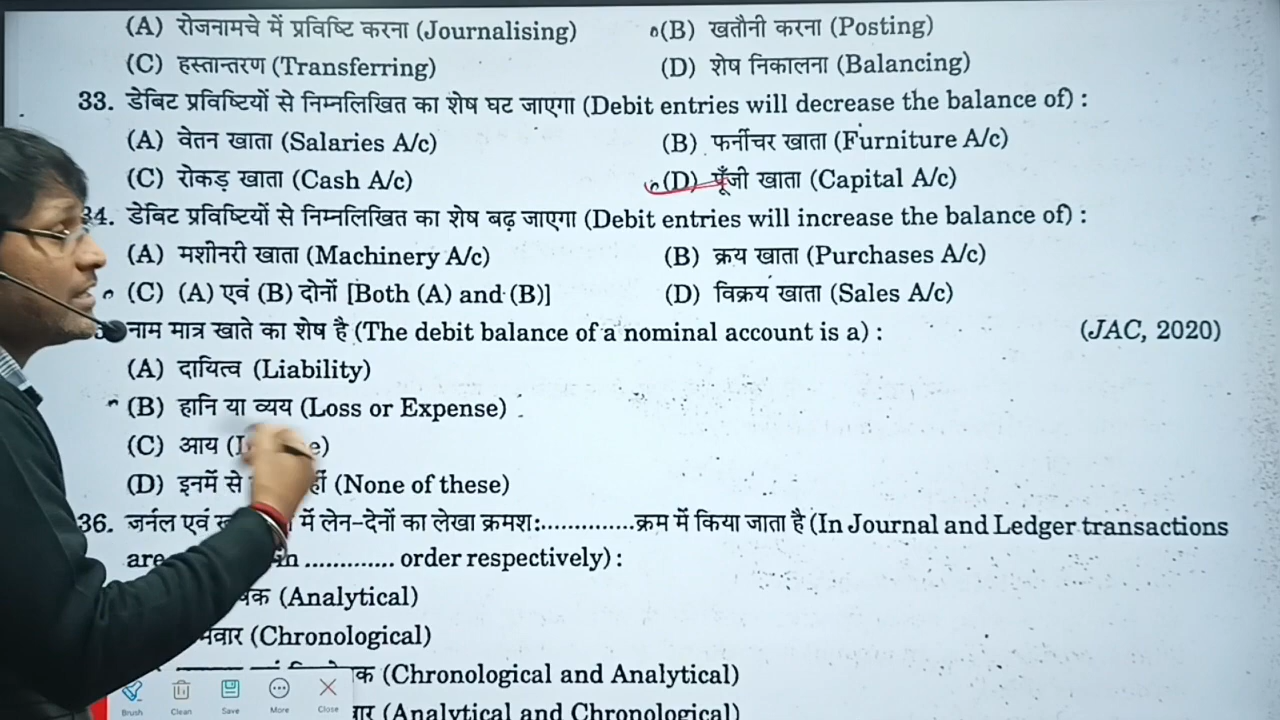 (A) रोजनामचे में प्रविष्टि करना (Journalising) (B) खतौनी करना (Posting)
(C) हस्तान्तरण (Transferring) (D) शेष निकालना (Balancing)
33. डेबिट प्रविष्टियों से निम्नलिखित का शेष घट जाएगा (Debit entries will decrease the balance of) :
(A) वेतन खाता (Salaries A/c) (B) फर्नीचर खाता (Furniture A/c)
(C) रोकड़ खाता (Cash A/c) (D) पूँजी खाता (Capital A/c)
34. डेबिट प्रविष्टियों से निम्नलिखित का शेष बढ़ जाएगा (Debit entries will increase the balance of) :
(A) मशीनरी खाता (Machinery A/c) (B) क्रय खाता (Purchases A/c)
(C) (A) एवं (B) दोनों [Both (A) and (B)] (D) विक्रय खाता (Sales A/c)
नाम मात्र खाते का शेष है (The debit balance of a nominal account is a) : (JAC, 2020)
(A) दायित्व (Liability)
(B) हानि या व्यय (Loss or Expense)
(C) आय
(D) इनमें से (None of these)
36. जर्नल एवं में लेन-देनों का लेखा क्रमश:..............क्रम में किया जाता है (In Journal and Ledger transactions
are in ............. order respectively) :
(Analytical)
(Chronological)
(Chronological and Analytical)
(Analytical and Chronological)
Brush Clean Save More Close